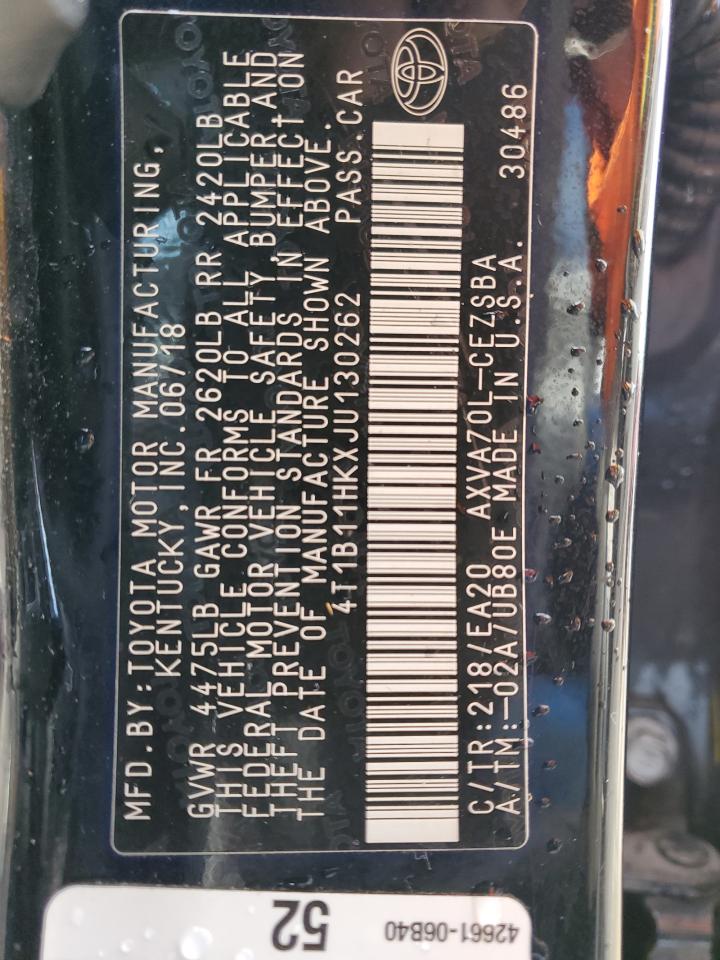 MFD.BY:TOYOTA MOTOR MANUFACTURING,
KENTUCKY,INC.06/18
GVWR 4475LB GAWR FR 2620LB RR 2420LB
THIS VEHICLE CONFORMS TO ALL APPLICABLE
FEDERAL MOTOR VEHICLE SAFETY,BUMPER,AND
THEFT PREVENTION STANDARDS IN EFFECT ON
THE DATE OF MANUFACTURE SHOWN ABOVE.
4T1B11HKXJU130262 PASS.CAR
C/TR:218/EA20 AXVA70L-CEZSBA
A/TM:-02A/UB80E MADE IN U.S.A. 30486
52
42661-06B40